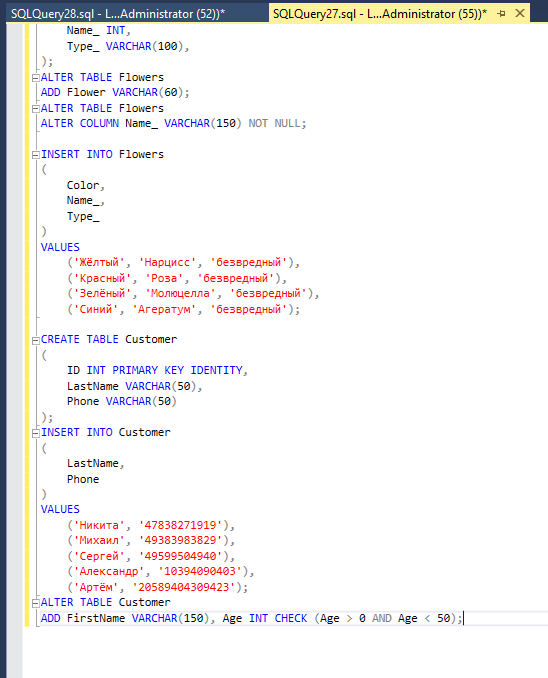 SQLQuery28.sql - L...Administrator (52))* SQLQuery27.sql - L...Administrator (55))*
Name_ INT,
Type_ VARCHAR(100),
);
ALTER TABLE Flowers
ADD Flower VARCHAR(60);
ALTER TABLE Flowers
ALTER COLUMN Name_ VARCHAR(150) NOT NULL;
INSERT INTO Flowers
(
Color,
Name_,
Type_
)
VALUES
('Жёлтый', 'Нарцисс', 'безвредный'),
('Красный', 'Роза', 'безвредный'),
('Зелёный', 'Молюцелла', 'безвредный'),
('Синий', 'Агератум', 'безвредный');
CREATE TABLE Customer
(
ID INT PRIMARY KEY IDENTITY,
LastName VARCHAR(50),
Phone VARCHAR(50)
);
INSERT INTO Customer
(
LastName,
Phone
)
VALUES
('Никита', '47838271919'),
('Михаил', '49383983829'),
('Сергей', '49599504940'),
('Александр', '10394090403'),
('Артём', '20589404309423');
ALTER TABLE Customer
ADD FirstName VARCHAR(150), Age INT CHECK (Age > 0 AND Age < 50);